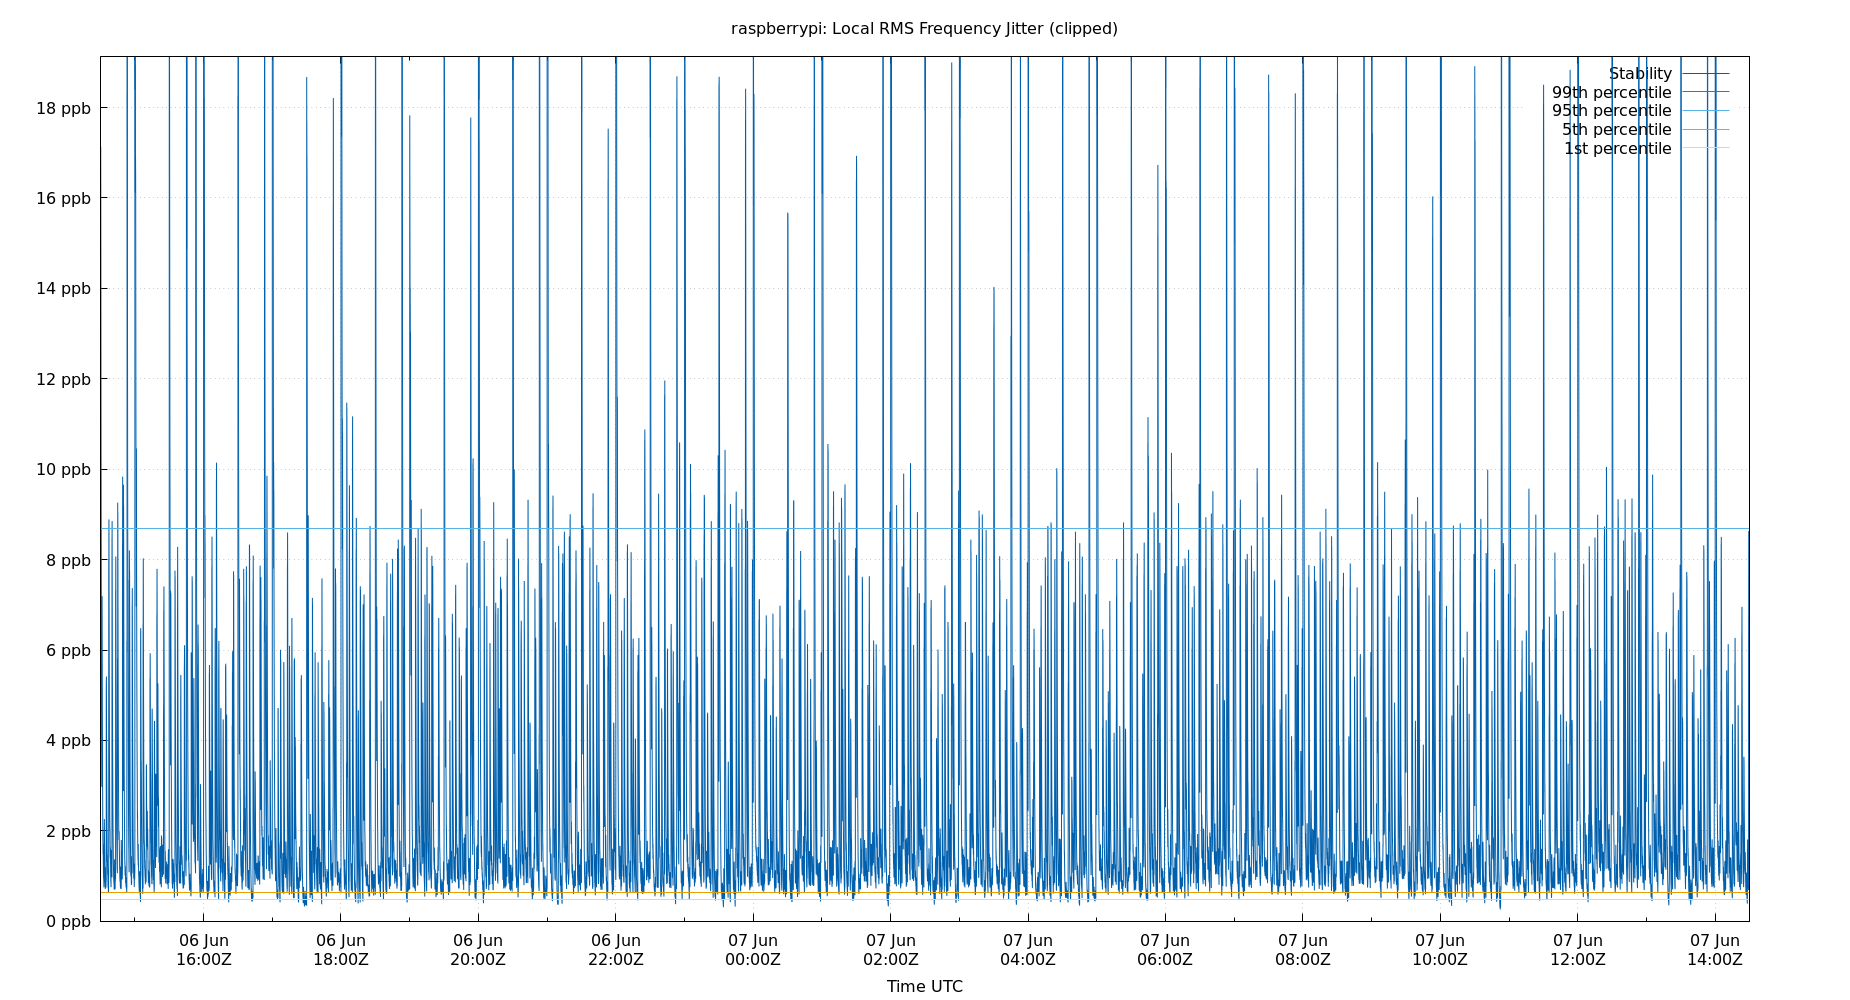 raspberrypi: Local RMS Frequency Jitter (clipped)
Stability
99th percentile
95th percentile
5th percentile
1st percentile
18 ppb
16 ppb
14 ppb
12 ppb
10 ppb
8 ppb
6 ppb
4 ppb
2 ppb
0 ppb
06 Jun 06 Jun 06 Jun 06 Jun 07 Jun 07 Jun 07 Jun 07 Jun 07 Jun 07 Jun 07 Jun 07 Jun
16:00Z 18:00Z 20:00Z 22:00Z 00:00Z 02:00Z 04:00Z 06:00Z 08:00Z 10:00Z 12:00Z 14:00Z
Time UTC